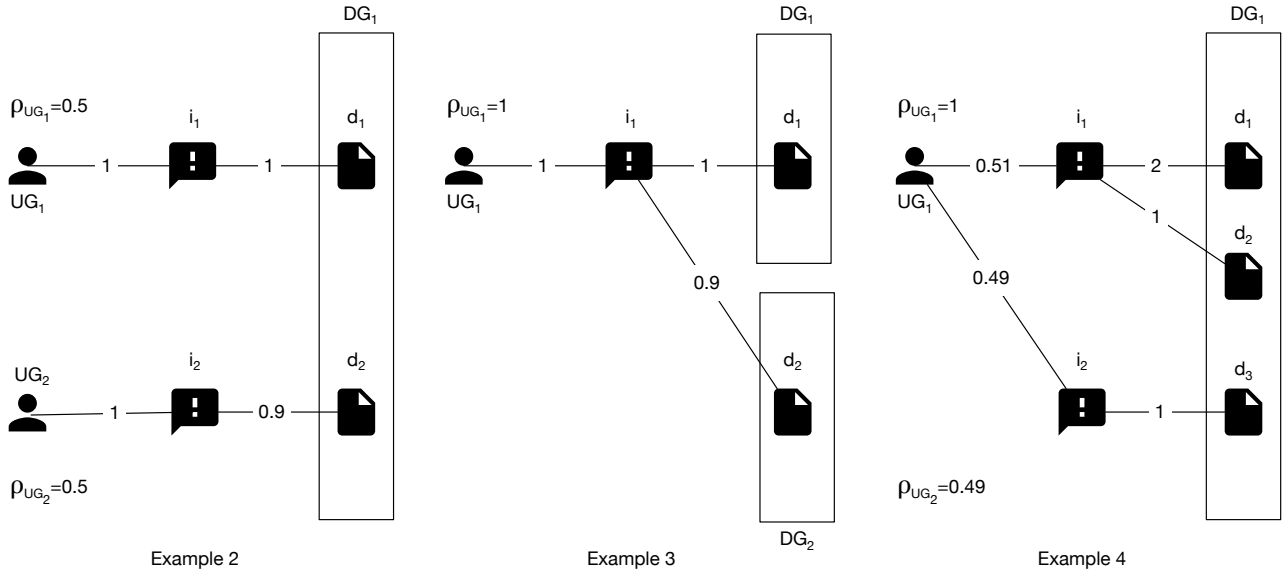 DG₁
ρUG₁=0.5
i₁
d₁
1
1
UG₁
UG₂
i₂
d₂
1
0.9
ρUG₂=0.5
Example 2
DG₁
ρUG₁=1
i₁
d₁
1
1
UG₁
0.9
d₂
DG₂
Example 3
DG₁
ρUG₁=1
i₁
d₁
0.51
2
UG₁
1
d₂
0.49
i₂
d₃
1
ρUG₂=0.49
Example 4